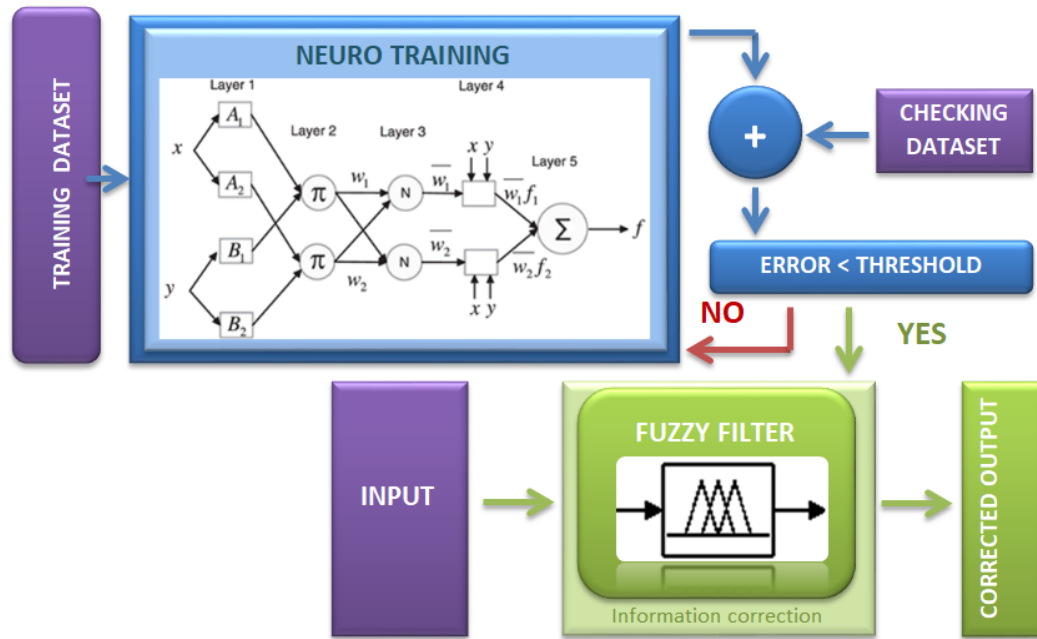 TRAINING DATASET
NEURO TRAINING
Layer 1
Layer 2
Layer 3
Layer 4
Layer 5
x
y
A₁
A₂
B₁
B₂
π
π
w₁
w₂
N
N
w̅₁
w̅₂
x y
x y
w̅₁f₁
w̅₂f₂
Σ
f
+
CHECKING
DATASET
ERROR < THRESHOLD
NO
YES
INPUT
FUZZY FILTER
Information correction
CORRECTED OUTPUT